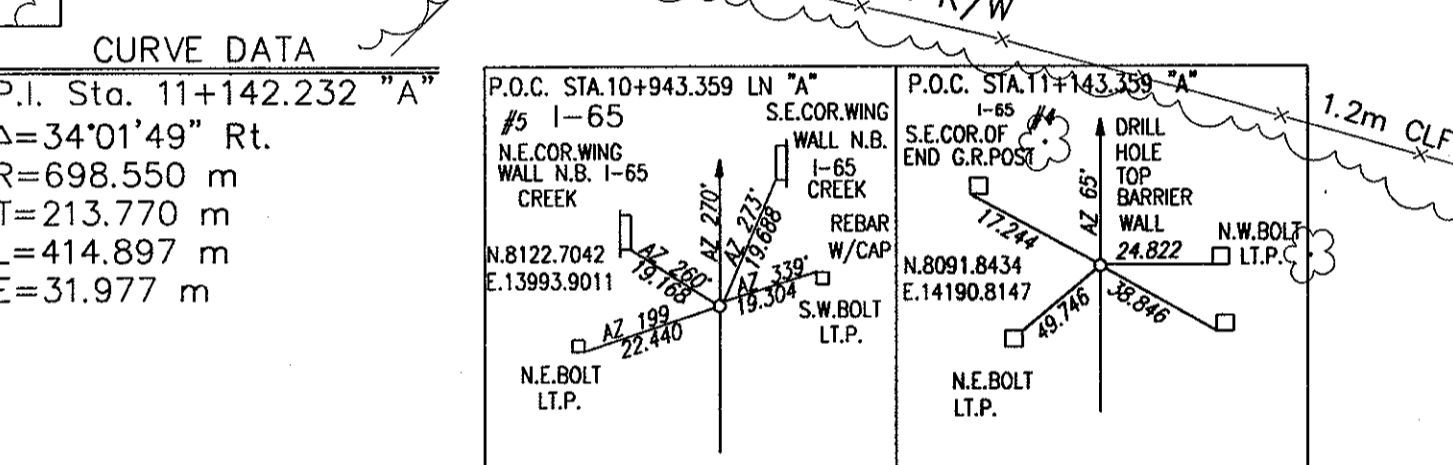 R/W
CURVE DATA
P.I. Sta. 11+142.232 "A"
Δ=34°01'49" Rt.
R=698.550 m
T=213.770 m
L=414.897 m
E=31.977 m
P.O.C. STA.10+943.359 LN "A"
#5 I-65
S.E.COR.WING
WALL N.B.
I-65
CREEK
N.E.COR.WING
WALL N.B. I-65
CREEK
REBAR
W/CAP
N.8122.7042
E.13993.9011
AZ 270°
AZ 273°
19.688
AZ 260°
19.168
AZ 339°
19.304
S.W.BOLT
LT.P.
AZ 199
22.440
N.E.BOLT
LT.P.
P.O.C. STA.11+143.359 "A"
I-65 #4
S.E.COR.OF
END G.R.POST
DRILL
HOLE
TOP
BARRIER
WALL
AZ 65°
17.244
24.822
N.W.BOLT
LT.P.
N.8091.8434
E.14190.8147
49.746
38.846
N.E.BOLT
LT.P.
1.2m CLF